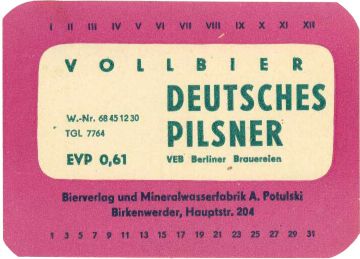 I II III IV V VI VII VIII IX X XI XII
VOLLBIER
DEUTSCHES
PILSNER
W.-Nr. 68 45 12 30
TGL 7764
EVP 0,61
VEB Berliner Brauereien
Bierverlag und Mineralwasserfabrik A. Potulski
Birkenwerder, Hauptstr. 204
1 3 5 7 9 11 13 15 17 19 21 23 25 27 29 31